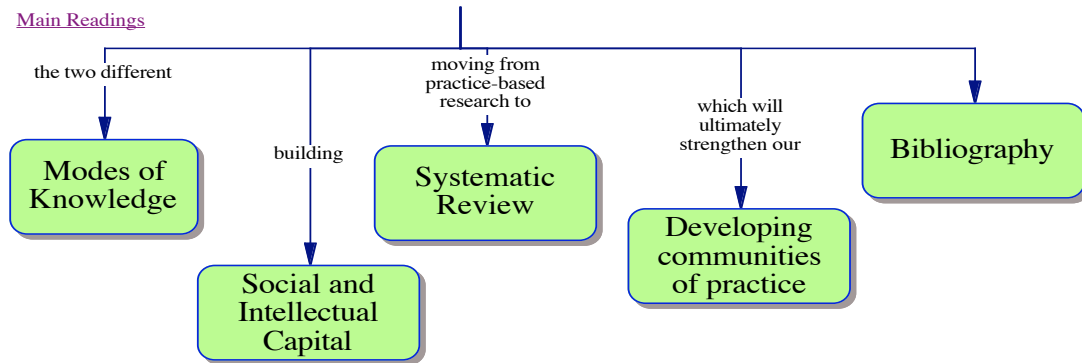 Main Readings
the two different
Modes of
Knowledge
building
Social and
Intellectual
Capital
moving from
practice-based
research to
Systematic
Review
which will
ultimately
strengthen our
Developing
communities
of practice
Bibliography